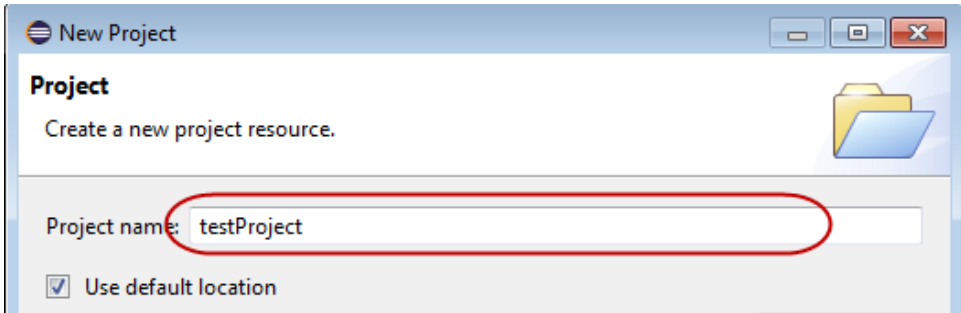 New Project
Project
Create a new project resource.
Project name: testProject
Use default location